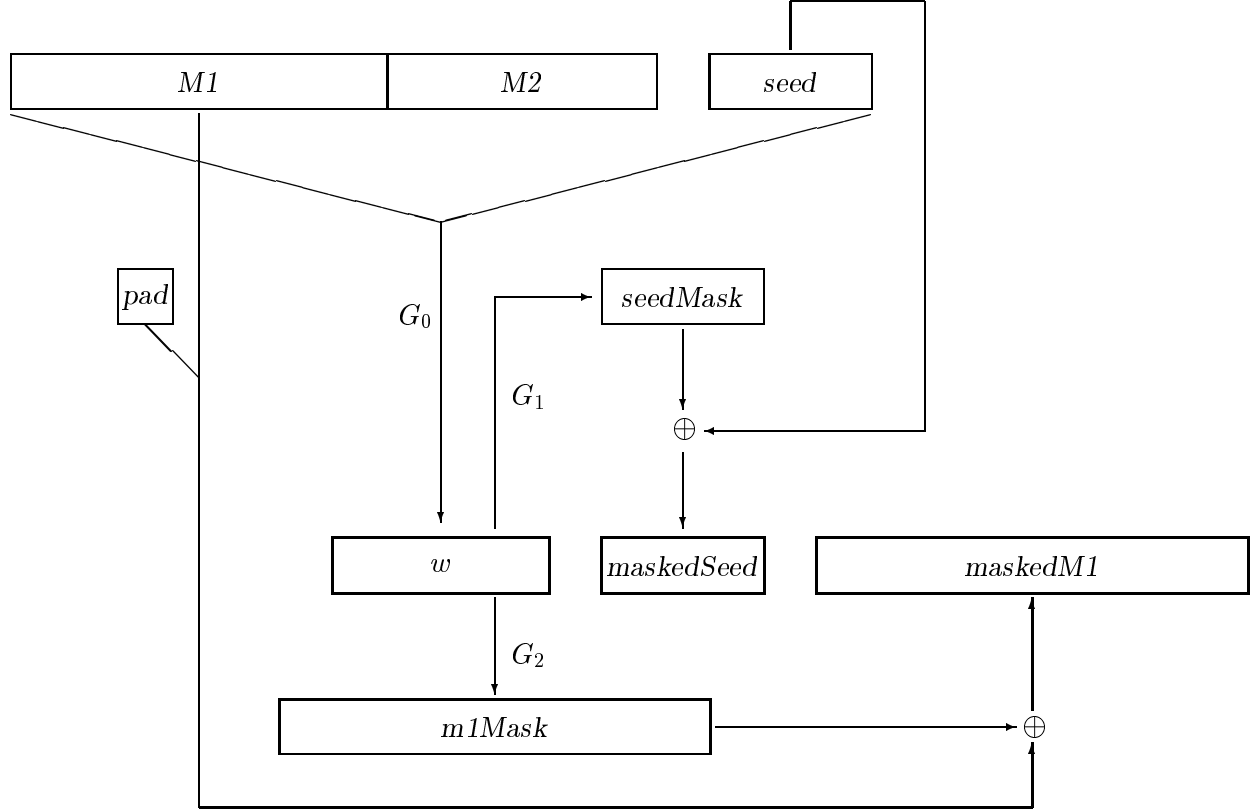 M1 M2 seed
pad
G₀
seedMask
G₁
⊕
w
maskedSeed
maskedM1
G₂
m1Mask
⊕